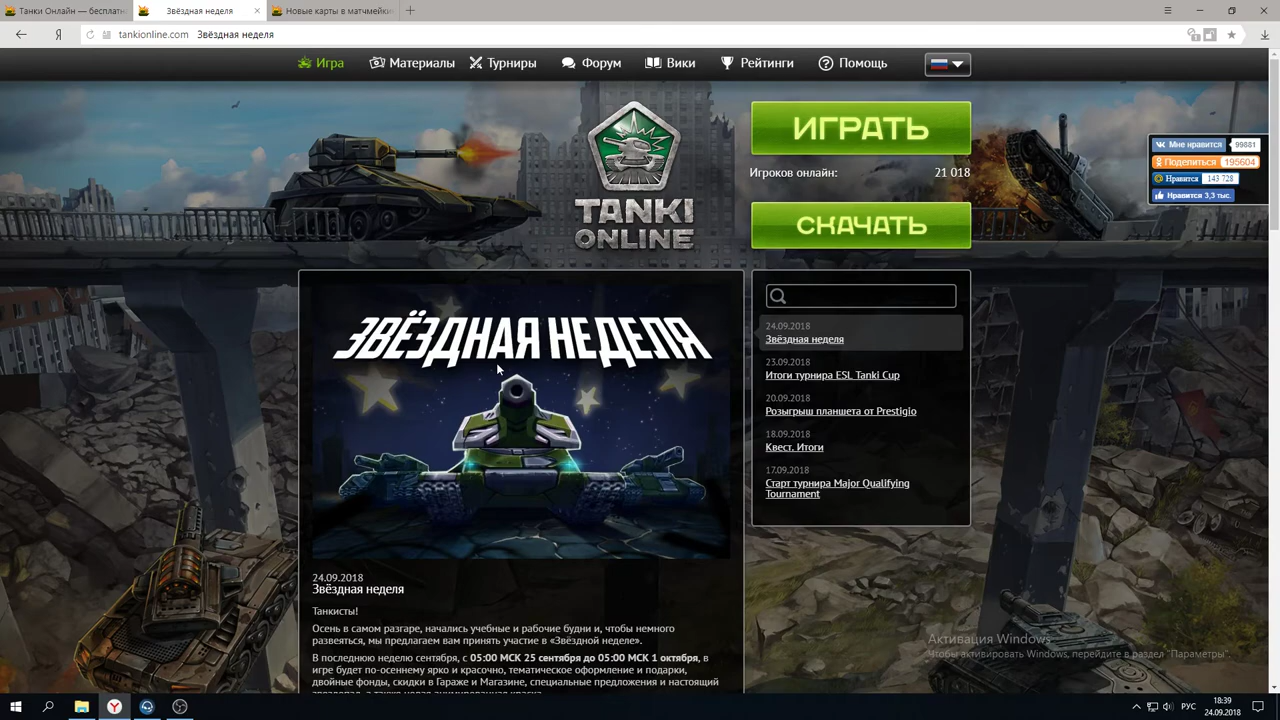 Танки Онлайн — бесплатн
Звёздная неделя
Новые карты в матчмейкин
Я
tankionline.com Звёздная неделя
Игра
Материалы
Турниры
Форум
Вики
Рейтинги
Помощь
TANKI
ONLINE
ИГРАТЬ
Игроков онлайн: 21 018
СКАЧАТЬ
Мне нравится 99881
Поделиться 195604
Нравится 143 728
Нравится 3,3 тыс.
ЗВЁЗДНАЯ НЕДЕЛЯ
24.09.2018
Звёздная неделя
23.09.2018
Итоги турнира ESL Tanki Cup
20.09.2018
Розыгрыш планшета от Prestigio
18.09.2018
Квест. Итоги
17.09.2018
Старт турнира Major Qualifying
Tournament
24.09.2018
Звёздная неделя
Танкисты!
Осень в самом разгаре, начались учебные и рабочие будни и, чтобы немного
развеяться, мы предлагаем вам принять участие в «Звёздной неделе».
В последнюю неделю сентября, с 05:00 МСК 25 сентября до 05:00 МСК 1 октября, в
игре будет по-осеннему ярко и красочно, тематическое оформление и подарки,
двойные фонды, скидки в Гараже и Магазине, специальные предложения и настоящий
Активация Windows
Чтобы активировать Windows, перейдите в раздел "Параметры".
РУС
18:39
24.09.2018